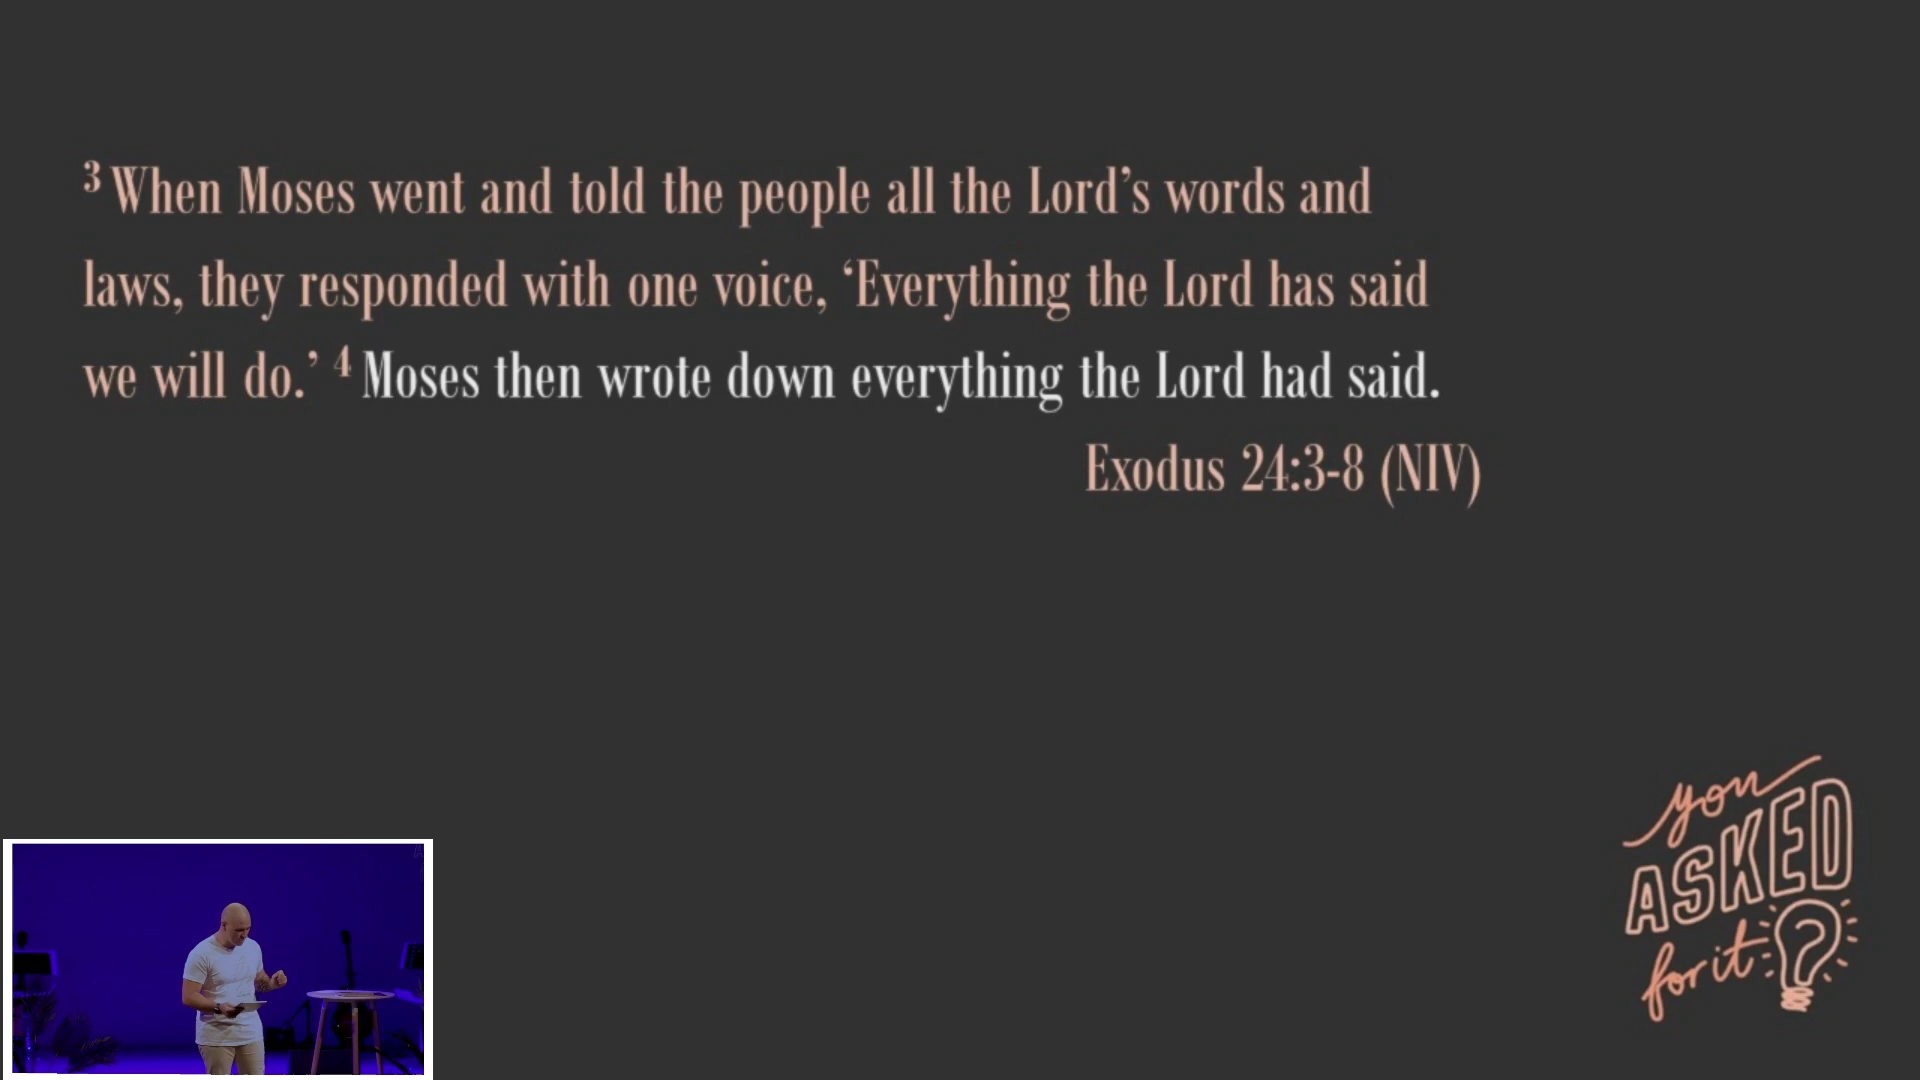 ³ When Moses went and told the people all the Lord’s words and
laws, they responded with one voice, ‘Everything the Lord has said
we will do.’ ⁴ Moses then wrote down everything the Lord had said.
Exodus 24:3-8 (NIV)
you
ASKED
for it?